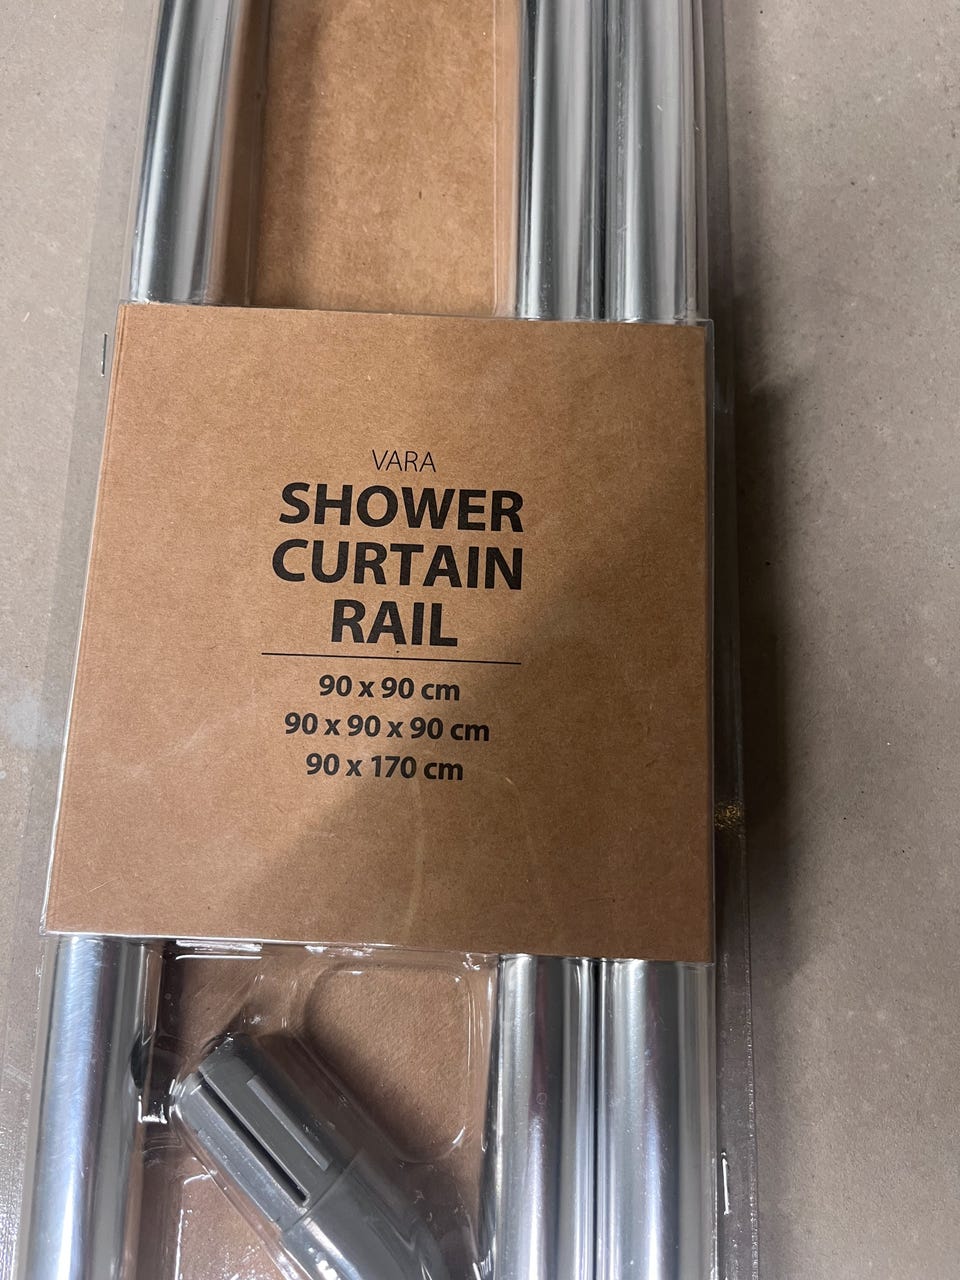 VARA
SHOWER
CURTAIN
RAIL
90 x 90 cm
90 x 90 x 90 cm
90 x 170 cm